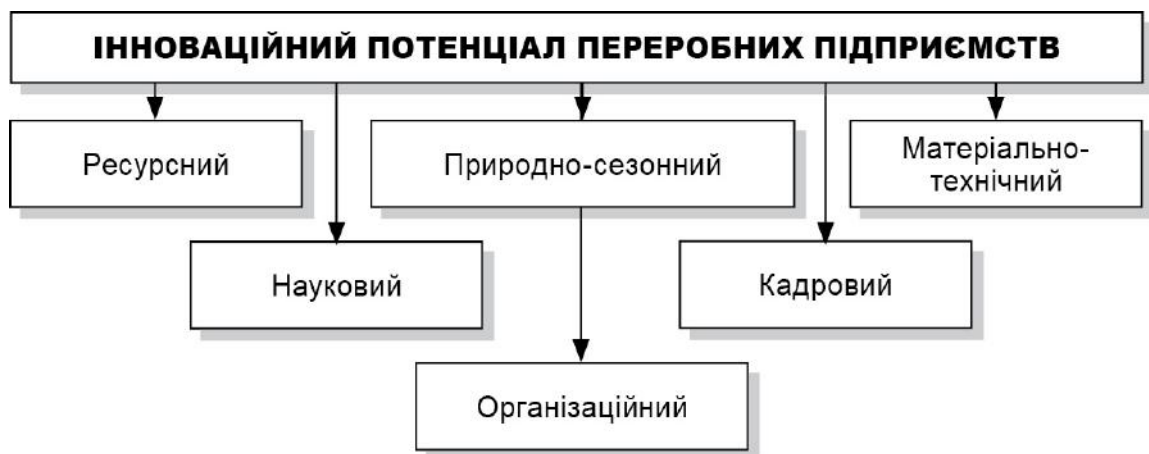 ІННОВАЦІЙНИЙ ПОТЕНЦІАЛ ПЕРЕРОБНИХ ПІДПРИЄМСТВ
Ресурсний
Природно-сезонний
Матеріально-
технічний
Науковий
Кадровий
Організаційний